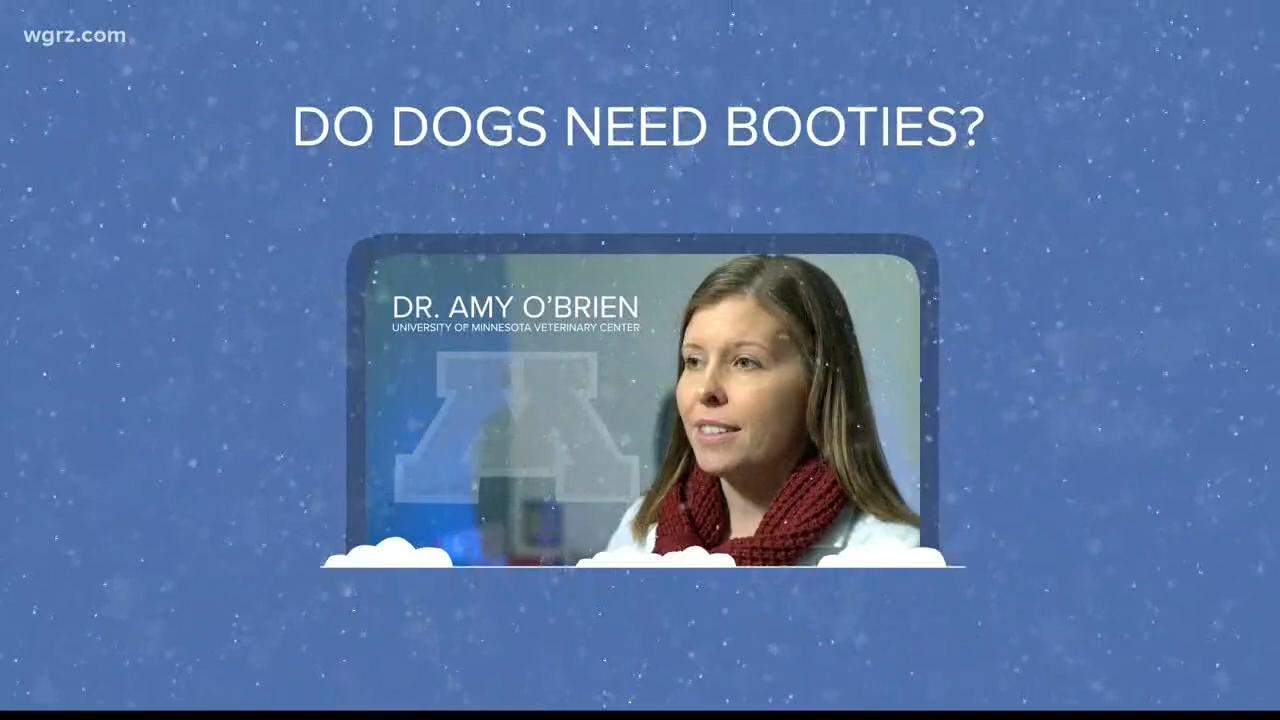 wgrz.com
DO DOGS NEED BOOTIES?
DR. AMY O'BRIEN
UNIVERSITY OF MINNESOTA VETERINARY CENTER